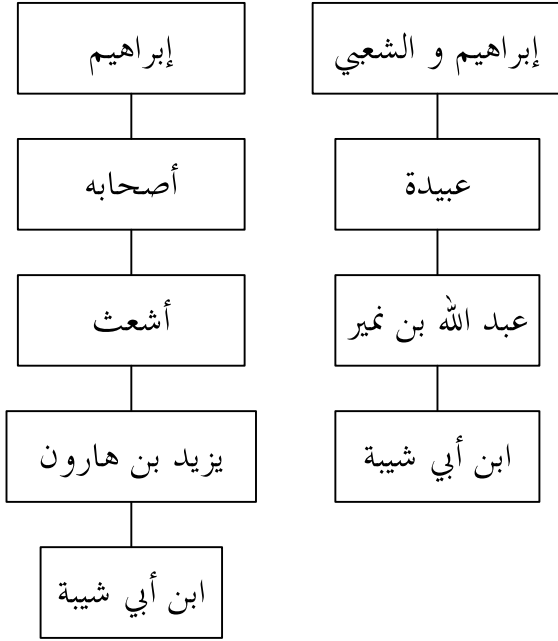 إبراهيم و الشعبي
عبيدة
عبد الله بن نمير
ابن أبي شيبة
إبراهيم
أصحابه
أشعث
يزيد بن هارون
ابن أبي شيبة